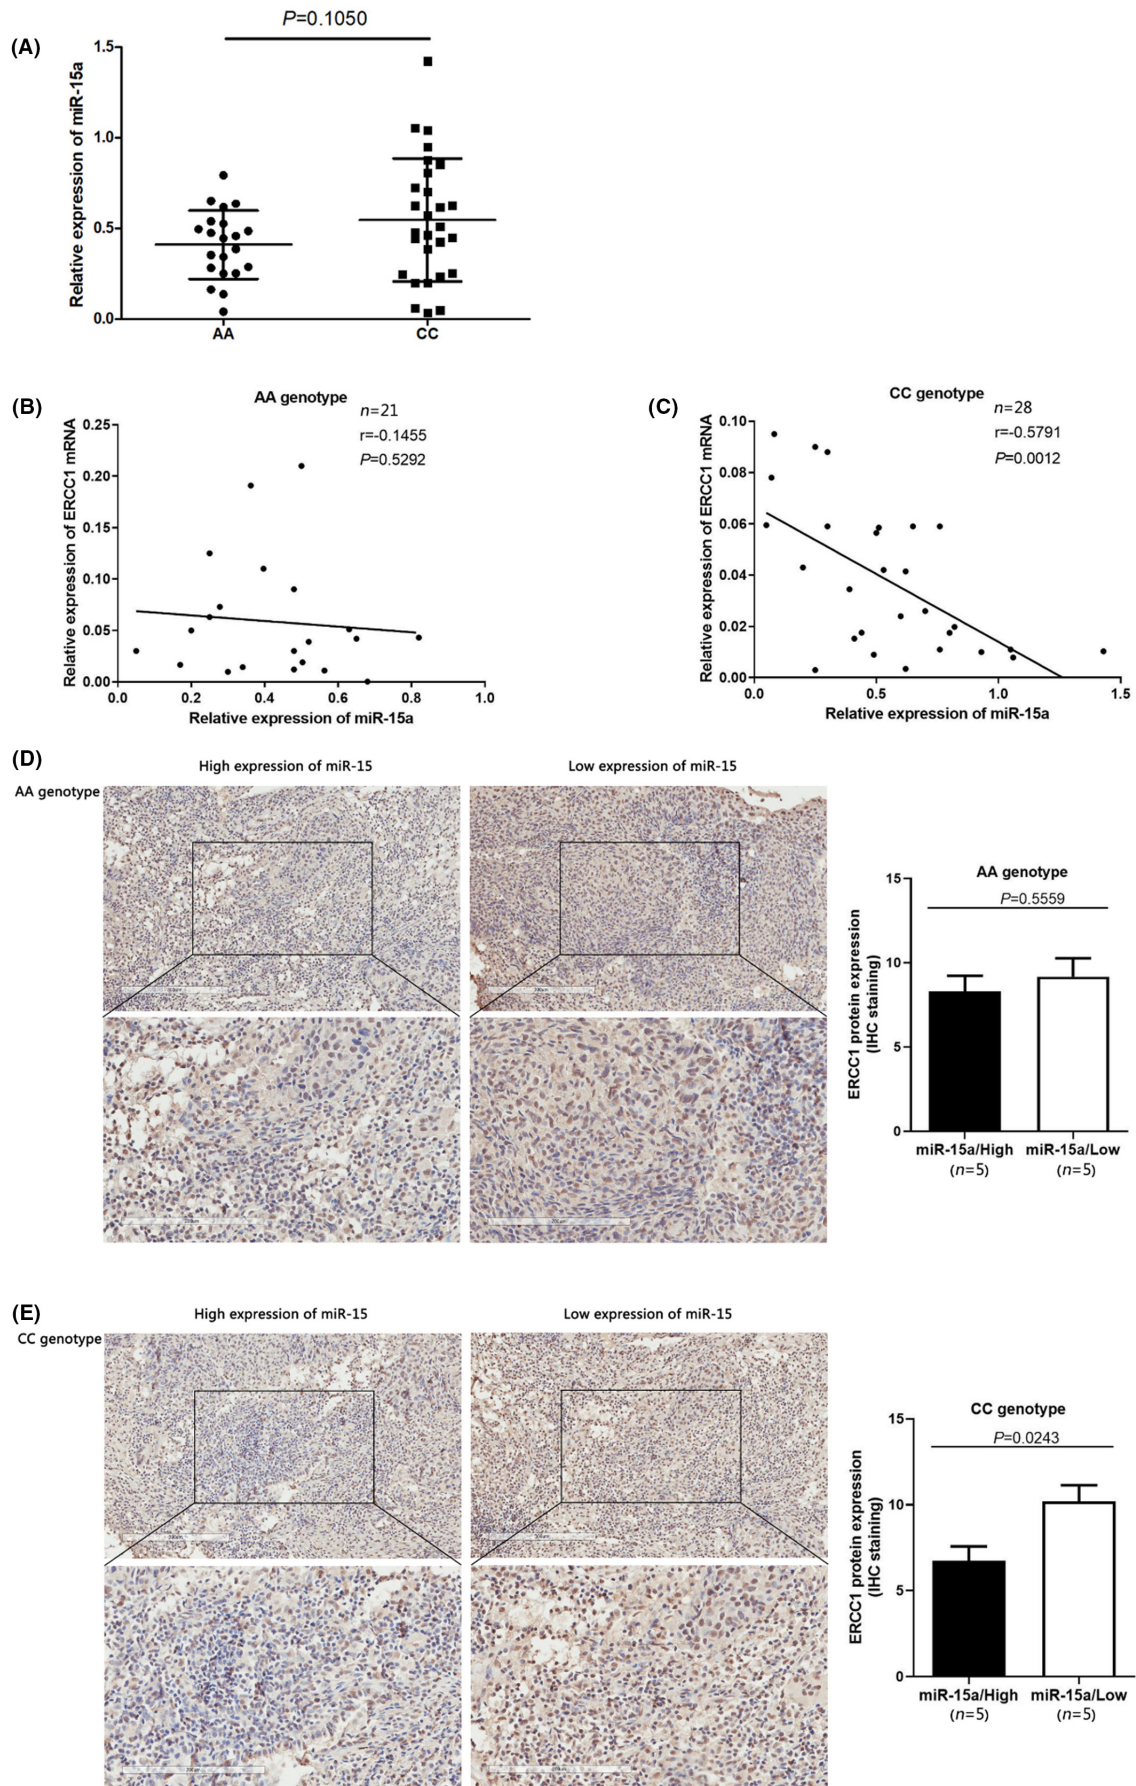 (A)
P=0.1050
Relative expression of miR-15a
1.5
1.0
0.5
0.0
AA
CC
(B)
AA genotype
n=21
r=-0.1455
P=0.5292
Relative expression of ERCC1 mRNA
0.25
0.20
0.15
0.10
0.05
0.00
0.0
0.2
0.4
0.6
0.8
1.0
Relative expression of miR-15a
(C)
CC genotype
n=28
r=-0.5791
P=0.0012
Relative expression of ERCC1 mRNA
0.10
0.08
0.06
0.04
0.02
0.00
0.0
0.5
1.0
1.5
Relative expression of miR-15a
(D)
High expression of miR-15
Low expression of miR-15
AA genotype
200um
200um
AA genotype
P=0.5559
ERCC1 protein expression
(IHC staining)
15
10
5
0
miR-15a/High
miR-15a/Low
(n=5)
(n=5)
(E)
High expression of miR-15
Low expression of miR-15
CC genotype
CC genotype
P=0.0243
ERCC1 protein expression
(IHC staining)
15
10
5
0
miR-15a/High
miR-15a/Low
(n=5)
(n=5)